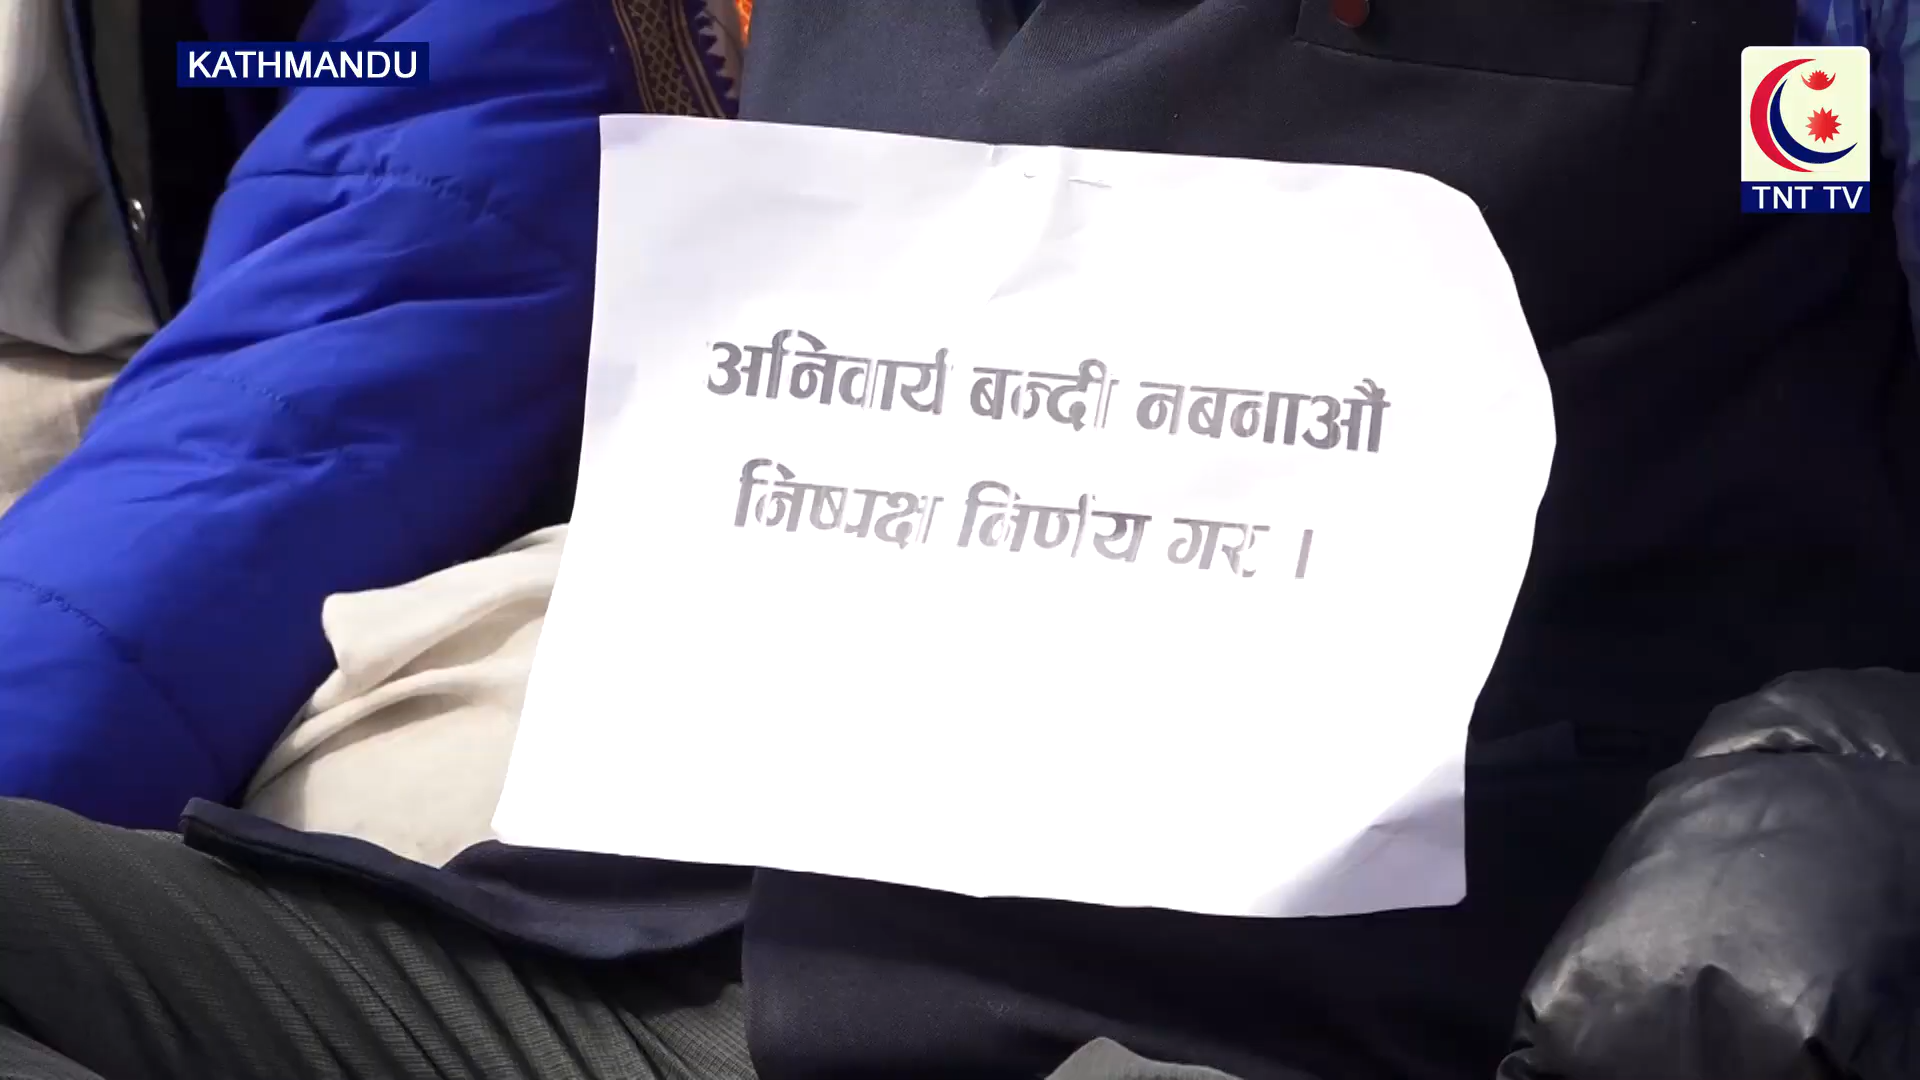 KATHMANDU
TNT TV
अनिवार्य बन्दी नबनाऔं
निष्पक्ष निर्णय गर ।